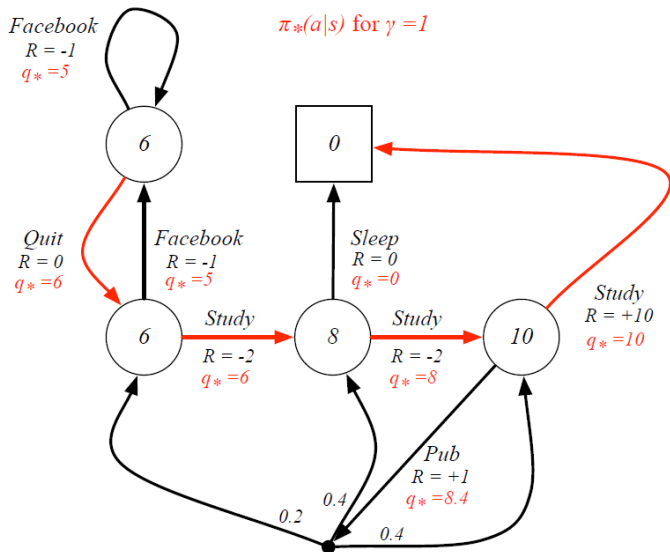 Facebook
R = -1
q* =5
π*(a|s) for γ =1
6
0
Quit
R = 0
q* =6
Facebook
R = -1
q* =5
Sleep
R = 0
q* =0
Study
R = +10
q* =10
6
Study
R = -2
q* =6
8
Study
R = -2
q* =8
10
Pub
R = +1
q* =8.4
0.2
0.4
0.4